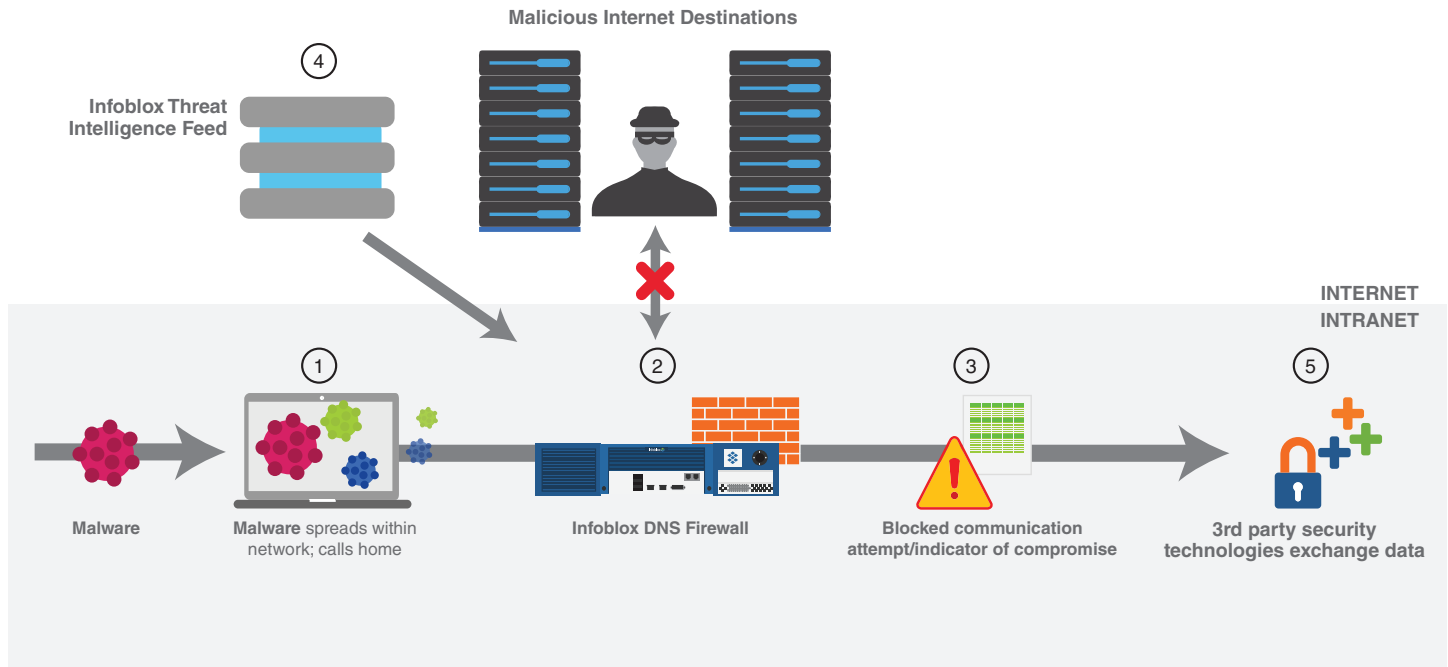 Malicious Internet Destinations
4
Infoblox Threat
Intelligence Feed
INTERNET
INTRANET
1
2
3
5
Malware
Malware spreads within
network; calls home
Infoblox DNS Firewall
Blocked communication
attempt/indicator of compromise
3rd party security
technologies exchange data